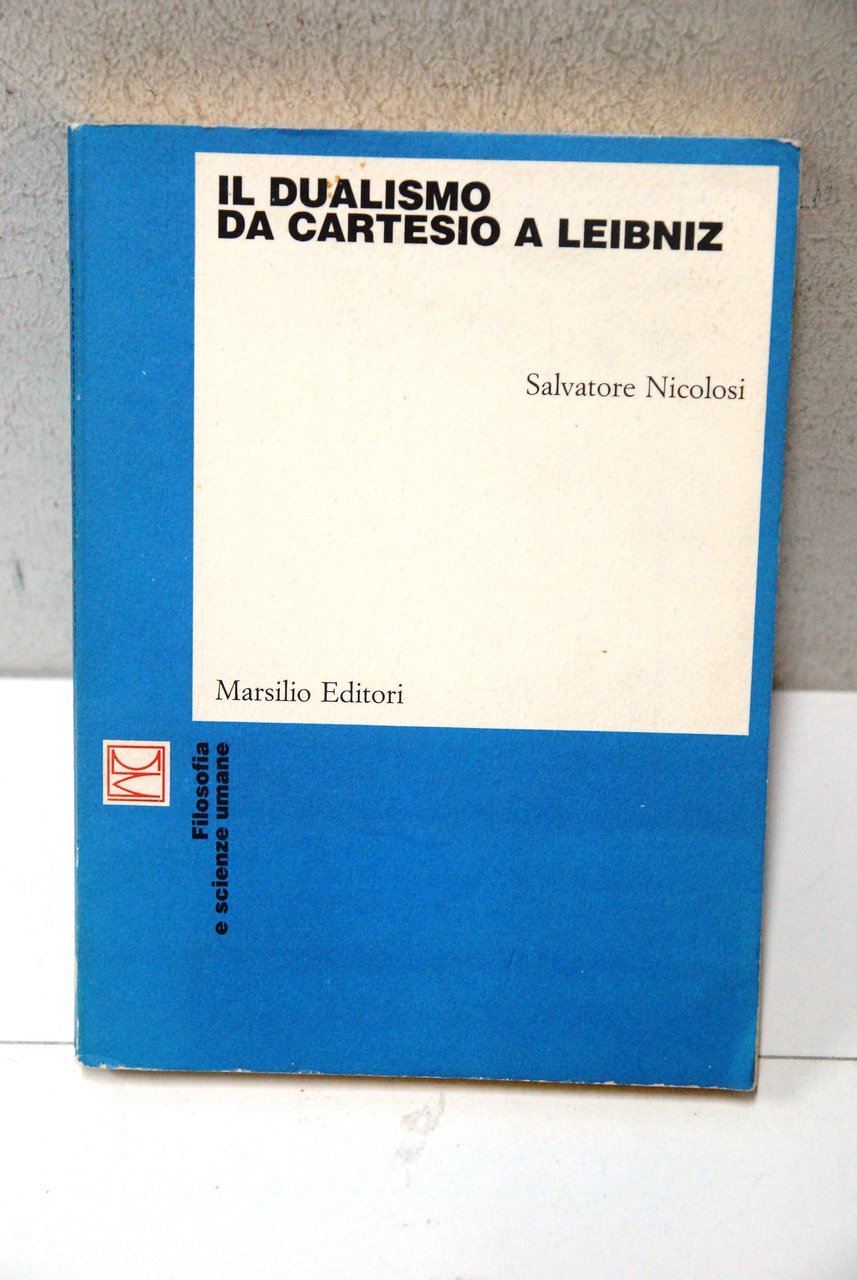 IL DUALISMO
DA CARTESIO A LEIBNIZ
Salvatore Nicolosi
Marsilio Editori
Filosofia
e scienze umane